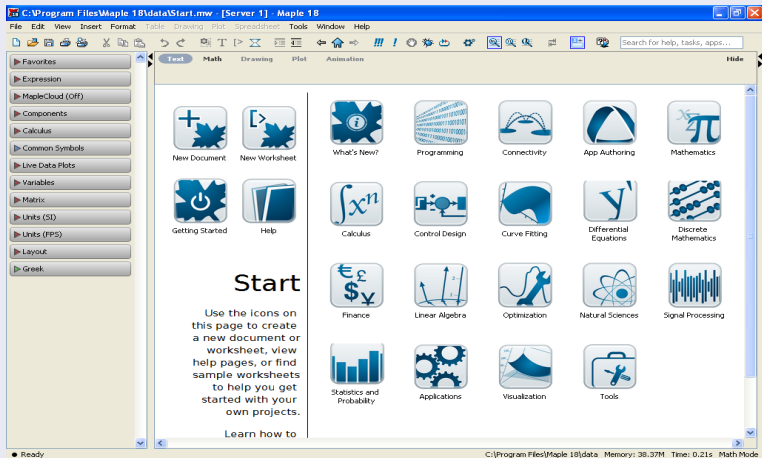 C:\Program Files\Maple 18\data\Start.mw - [Server 1] - Maple 18
File Edit View Insert Format Table Drawing Plot Spreadsheet Tools Window Help
Search for help, tasks, apps...
Text Math Drawing Plot Animation Hide
Favorites
Expression
MapleCloud (Off)
Components
Calculus
Common Symbols
Live Data Plots
Variables
Matrix
Units (SI)
Units (FPS)
Layout
Greek
New Document New Worksheet
Getting Started Help
Start
Use the icons on
this page to create
a new document or
worksheet, view
help pages, or find
sample worksheets
to help you get
started with your
own projects.
Learn how to
What's New? Programming Connectivity App Authoring Mathematics
Calculus Control Design Curve Fitting Differential Equations Discrete Mathematics
Finance Linear Algebra Optimization Natural Sciences Signal Processing
Statistics and Probability Applications Visualization Tools
Ready C:\Program Files\Maple 18\data Memory: 38.37M Time: 0.21s Math Mode